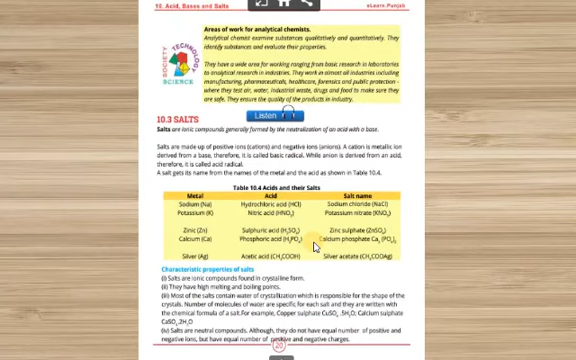 10. Acid, Bases and Salts
eLearn.Punjab
Areas of work for analytical chemists.
Analytical chemist examine substances qualitatively and quantitatively. They
identify substances and evaluate their properties.
They have a wide area for working ranging from basic research in laboratories
to analytical research in industries. They work in almost all industries including
manufacturing, pharmaceuticals, healthcare, forensics and public protection -
where they test air, water, industrial waste, drugs and food to make sure they
are safe. They ensure the quality of the products in industry.
SOCIETY
TECHNOLOGY
SCIENCE
10.3 SALTS
Listen
Salts are ionic compounds generally formed by the neutralization of an acid with a base.
Salts are made up of positive ions (cations) and negative ions (anions). A cation is metallic ion
derived from a base, therefore, it is called basic radical. While anion is derived from an acid,
therefore, it is called acid radical.
A salt gets its name from the names of the metal and the acid as shown in Table 10.4.
Table 10.4 Acids and their Salts
Metal Acid Salt name
Sodium (Na) Hydrochloric acid (HCl) Sodium chloride (NaCl)
Potassium (K) Nitric acid (HNO₃) Potassium nitrate (KNO₃)
Zinic (Zn) Sulphuric acid (H₂SO₄) Zinc sulphate (ZnSO₄)
Calcium (Ca) Phosphoric acid (H₃PO₄) Calcium phosphate Ca₃ (PO₄)₂
Silver (Ag) Acetic acid (CH₃COOH) Silver acetate (CH₃COOAg)
Characteristic properties of salts
(i) Salts are ionic compounds found in crystalline form.
(ii) They have high melting and boiling points.
(iii) Most of the salts contain water of crystallization which is responsible for the shape of the
crystals. Number of molecules of water are specific for each salt and they are written with
the chemical formula of a salt.For example, Copper sulphate CuSO₄ .5H₂O; Calcium sulphate
CaSO₄.2H₂O
(iv) Salts are neutral compounds. Although, they do not have equal number of positive and
negative ions, but have equal number of positive and negative charges.
20